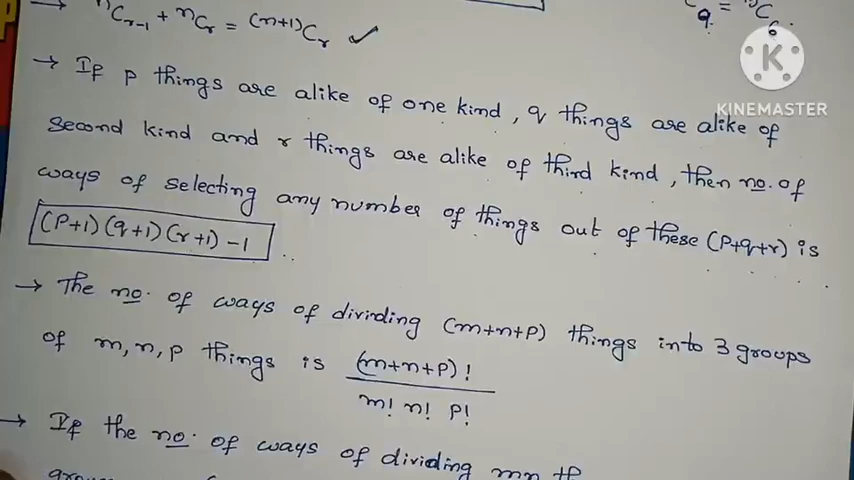 → ⁿCᵣ₋₁ + ⁿCᵣ = ⁽ⁿ⁺¹⁾Cᵣ ✓
KINEMASTER
→ If p things are alike of one kind, q things are alike of
second kind and r things are alike of third kind, then no. of
ways of selecting any number of things out of these (p+q+r) is
(P+1) (q+1) (r+1) -1 ..
→ The no. of ways of dividing (m+n+p) things into 3 groups
of m, n, p things is (m+n+p)! / m! n! p!
→ If the no. of ways of dividing mn